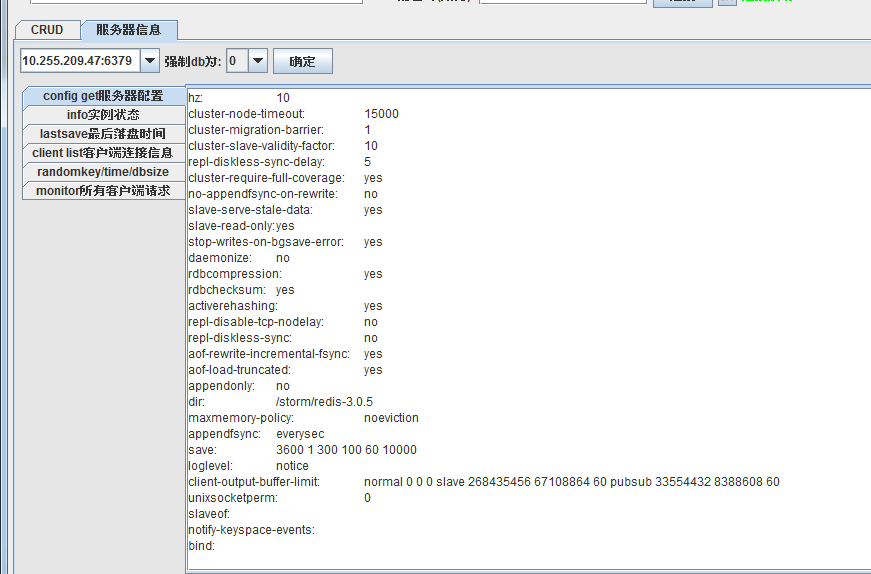 CRUD 服务器信息
10.255.209.47:6379 强制db为: 0 确定
config get服务器配置
info实例状态
lastsave最后落盘时间
client list客户端连接信息
randomkey/time/dbsize
monitor所有客户端请求
hz: 10
cluster-node-timeout: 15000
cluster-migration-barrier: 1
cluster-slave-validity-factor: 10
repl-diskless-sync-delay: 5
cluster-require-full-coverage: yes
no-appendfsync-on-rewrite: no
slave-serve-stale-data: yes
slave-read-only:yes
stop-writes-on-bgsave-error: yes
daemonize: no
rdbcompression: yes
rdbchecksum: yes
activerehashing: yes
repl-disable-tcp-nodelay: no
repl-diskless-sync: no
aof-rewrite-incremental-fsync: yes
aof-load-truncated: yes
appendonly: no
dir: /storm/redis-3.0.5
maxmemory-policy: noeviction
appendfsync: everysec
save: 3600 1 300 100 60 10000
loglevel: notice
client-output-buffer-limit: normal 0 0 0 slave 268435456 67108864 60 pubsub 33554432 8388608 60
unixsocketperm: 0
slaveof:
notify-keyspace-events:
bind: